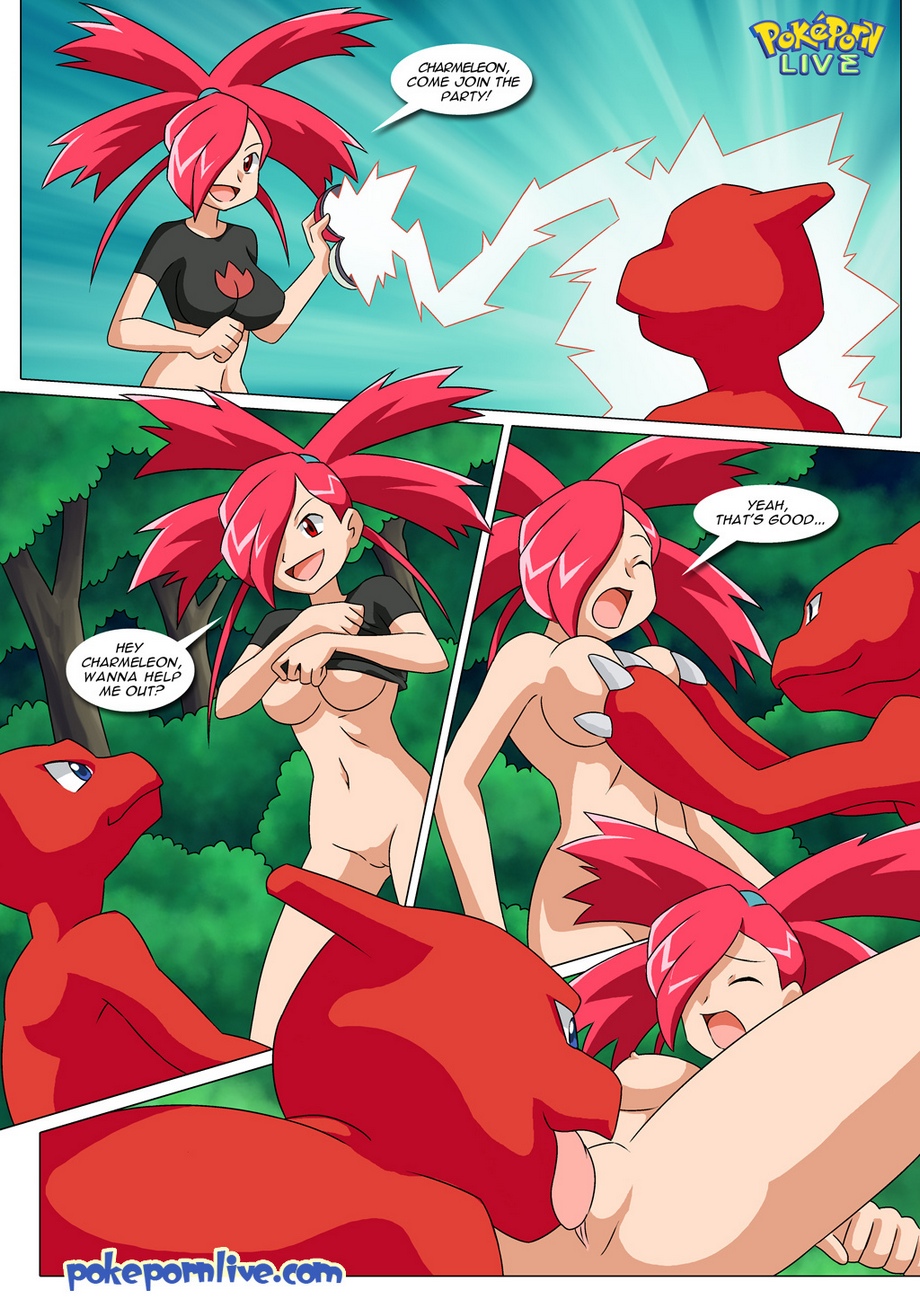 POKÉPORN
LIVE
CHARMELEON,
COME JOIN THE
PARTY!
HEY
CHARMELEON,
WANNA HELP
ME OUT?
YEAH,
THAT'S GOOD...
pokepornlive.com